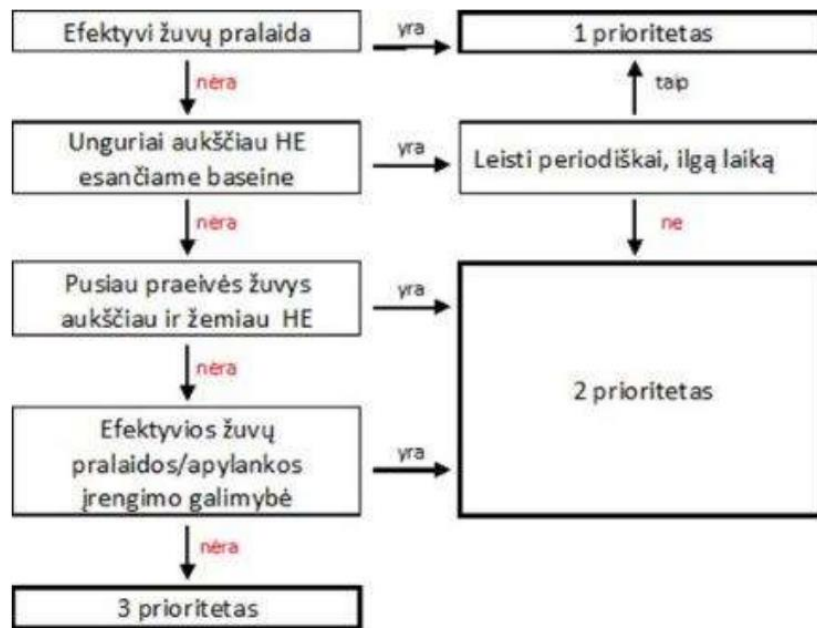 Efektyvi žuvų pralaida
yra
1 prioritetas
nėra
taip
Unguriai aukščiau HE
esančiame baseine
yra
Leisti periodiškai, ilgą laiką
nėra
ne
Pusiau praeivės žuvys
aukščiau ir žemiau HE
yra
2 prioritetas
nėra
Efektyvios žuvų
pralaidos/apylankos
įrengimo galimybė
yra
nėra
3 prioritetas